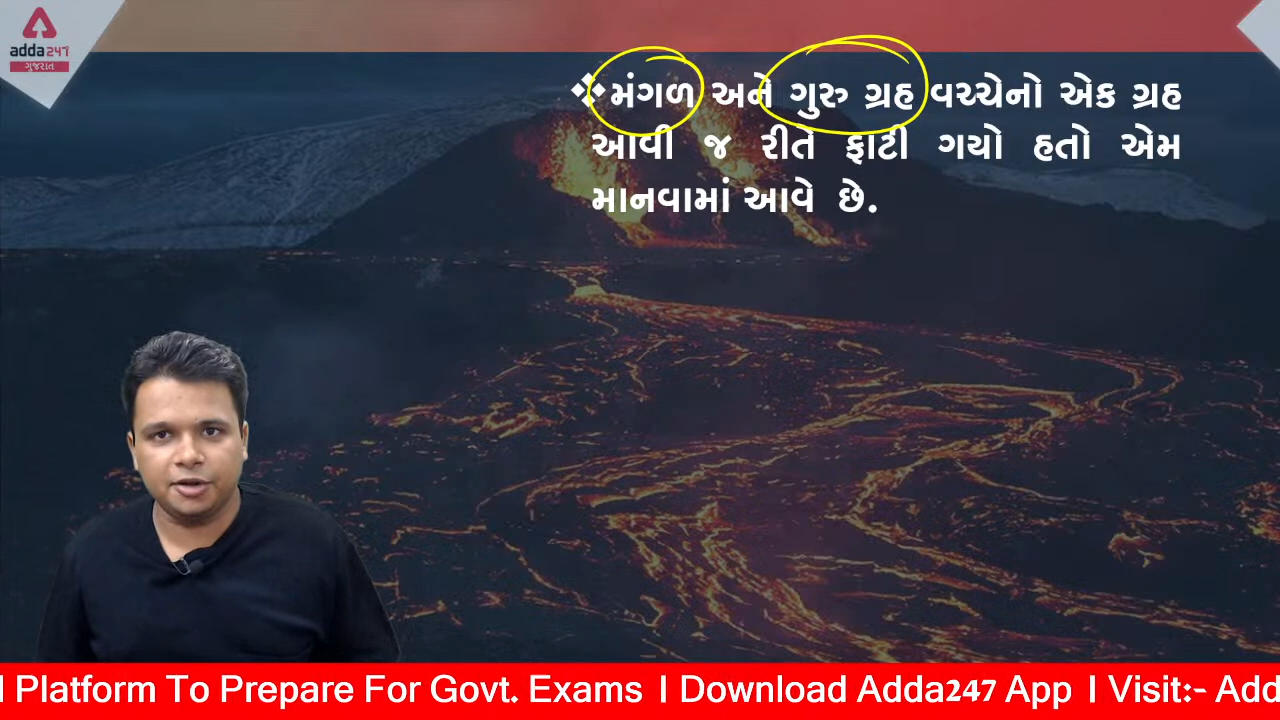 adda247
ગુજરાત
મંગળ અને ગુરુ ગ્રહ વચ્ચેનો એક ગ્રહ
આવી જ રીતે ફાટી ગયો હતો એમ
માનવામાં આવે છે.
l Platform To Prepare For Govt. Exams । Download Adda247 App । Visit:- Add